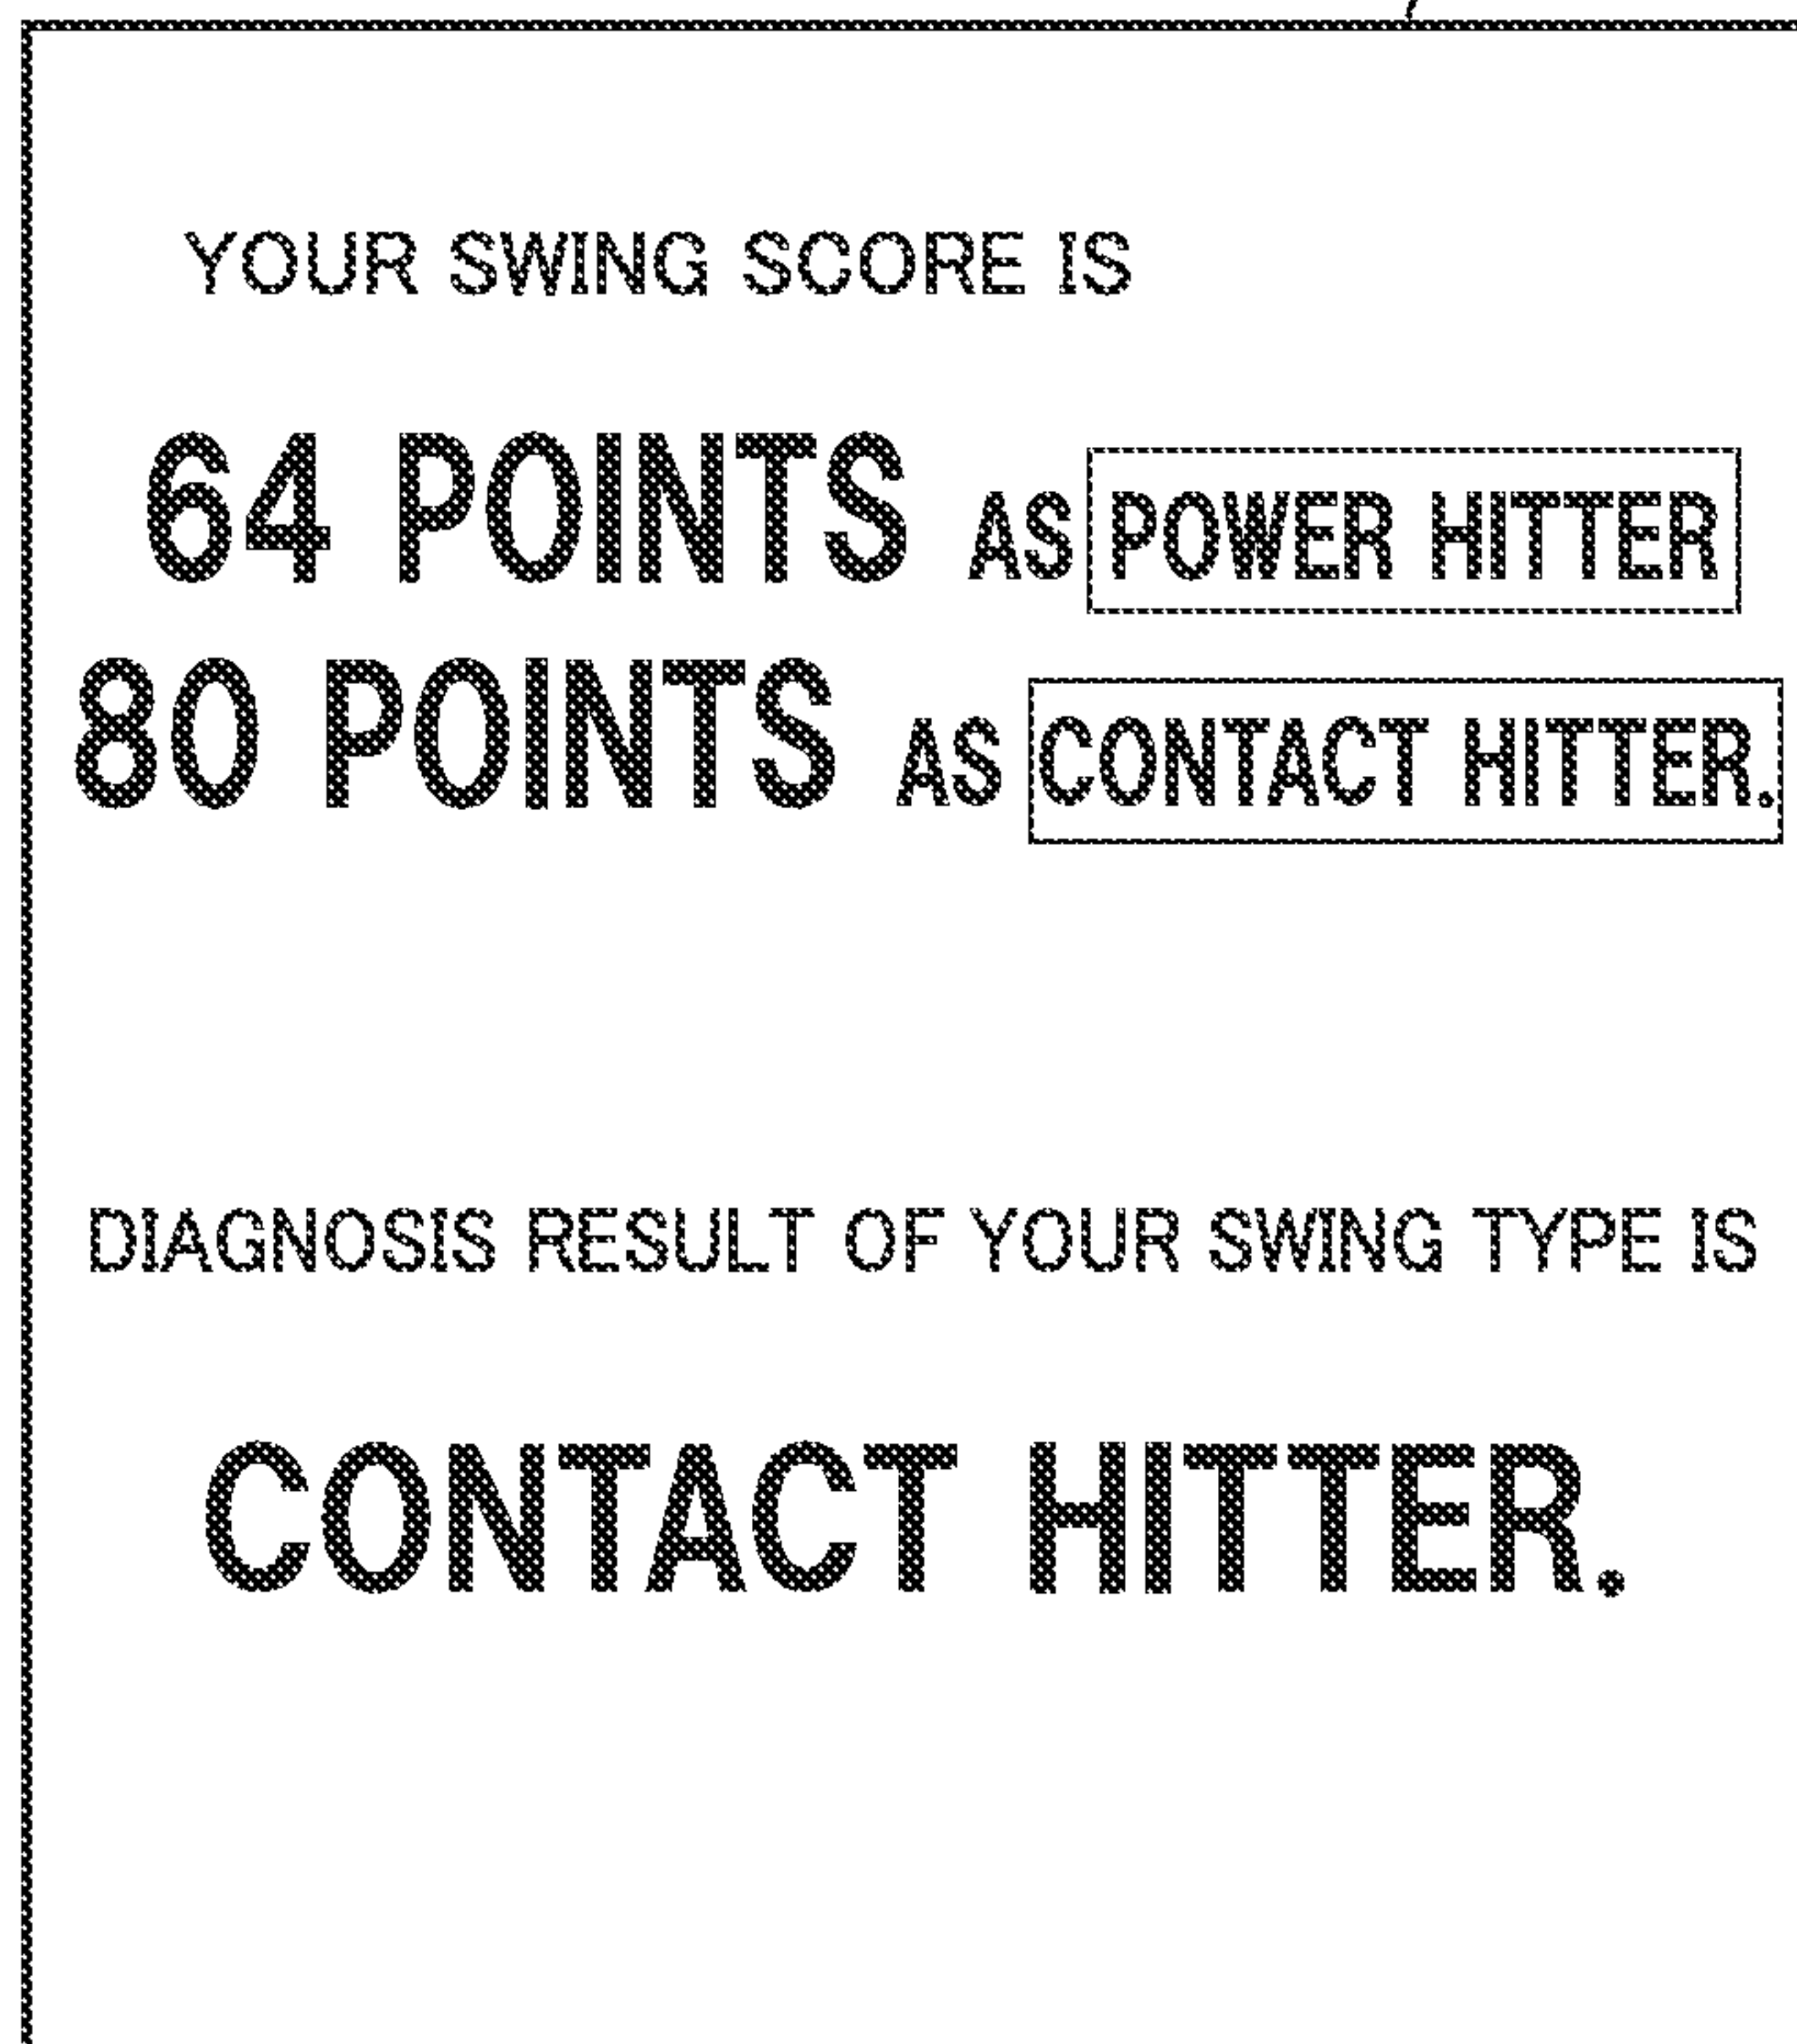 YOUR SWING SCORE IS
64 POINTS AS POWER HITTER
80 POINTS AS CONTACT HITTER.
DIAGNOSIS RESULT OF YOUR SWING TYPE IS
CONTACT HITTER.